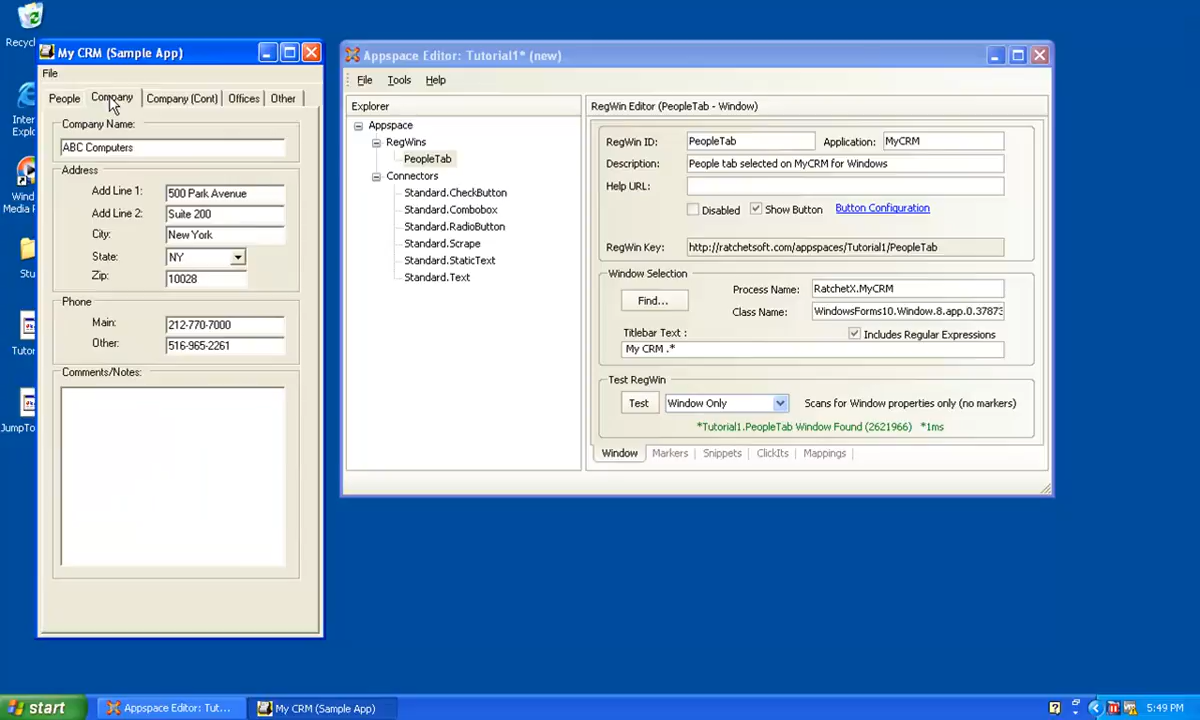 Recycl
Inter
Expl
Wind
Media P
Stu
Tutor
JumpTo
My CRM (Sample App)
File
People
Company
Company (Cont)
Offices
Other
Company Name:
ABC Computers
Address
Add Line 1:
500 Park Avenue
Add Line 2:
Suite 200
City:
New York
State:
NY
Zip:
10028
Phone
Main:
212-770-7000
Other:
516-965-2261
Comments/Notes:
Appspace Editor: Tutorial1* (new)
File
Tools
Help
Explorer
Appspace
RegWins
PeopleTab
Connectors
Standard.CheckButton
Standard.Combobox
Standard.RadioButton
Standard.Scrape
Standard.StaticText
Standard.Text
RegWin Editor (PeopleTab - Window)
RegWin ID:
PeopleTab
Application:
MyCRM
Description:
People tab selected on MyCRM for Windows
Help URL:
Disabled
Show Button
Button Configuration
RegWin Key:
http://ratchetsoft.com/appspaces/Tutorial1/PeopleTab
Window Selection
Find...
Process Name:
RatchetX.MyCRM
Class Name:
WindowsForms10.Window.8.app.0.37873
Titlebar Text :
Includes Regular Expressions
My CRM .*
Test RegWin
Test
Window Only
Scans for Window properties only (no markers)
*Tutorial1.PeopleTab Window Found (2621966) *1ms
Window
Markers
Snippets
ClickIts
Mappings
start
Appspace Editor: Tut...
My CRM (Sample App)
5:49 PM